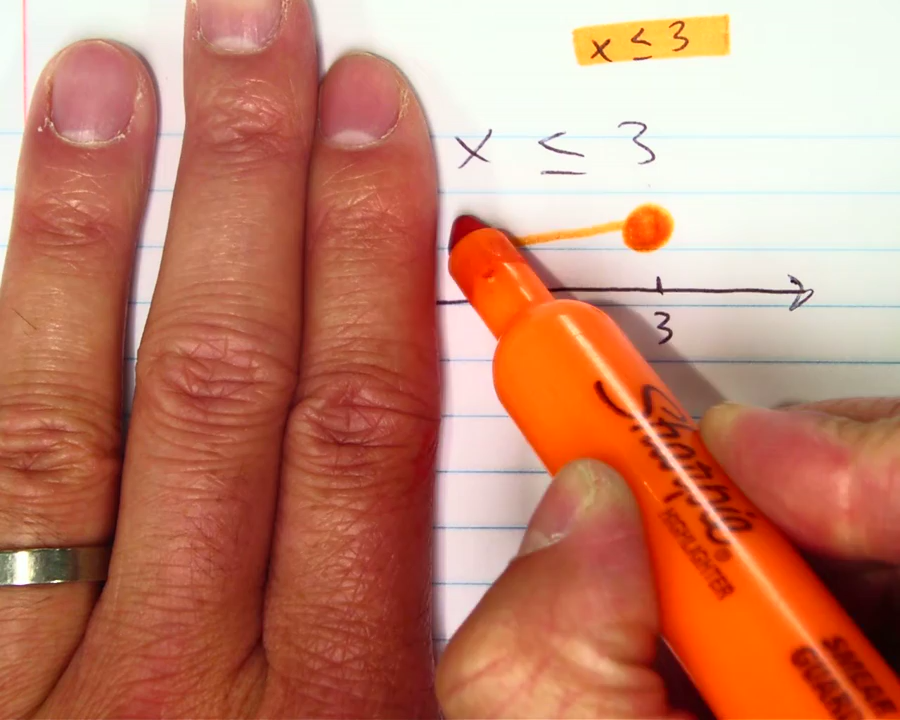 x ≤ 3
x ≤ 3
3
Sharpie®
HIGHLIGHTER
SMEAR
GUARD